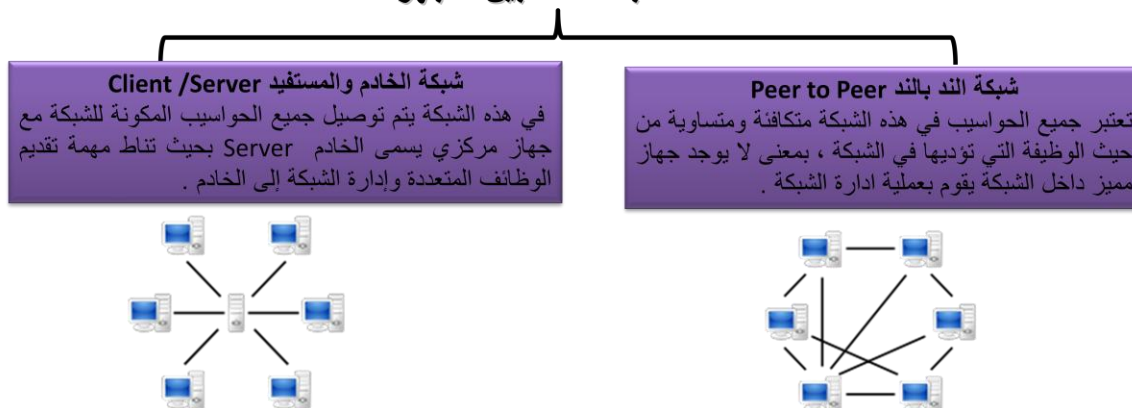 شبكة الند بالند Peer to Peer
تعتبر جميع الحواسيب في هذه الشبكة متكافئة ومتساوية من
حيث الوظيفة التي تؤديها في الشبكة ، بمعنى لا يوجد جهاز
مميز داخل الشبكة يقوم بعملية ادارة الشبكة .
شبكة الخادم والمستفيد Client /Server
في هذه الشبكة يتم توصيل جميع الحواسيب المكونة للشبكة مع
جهاز مركزي يسمى الخادم Server بحيث تناط مهمة تقديم
الوظائف المتعددة وإدارة الشبكة إلى الخادم .